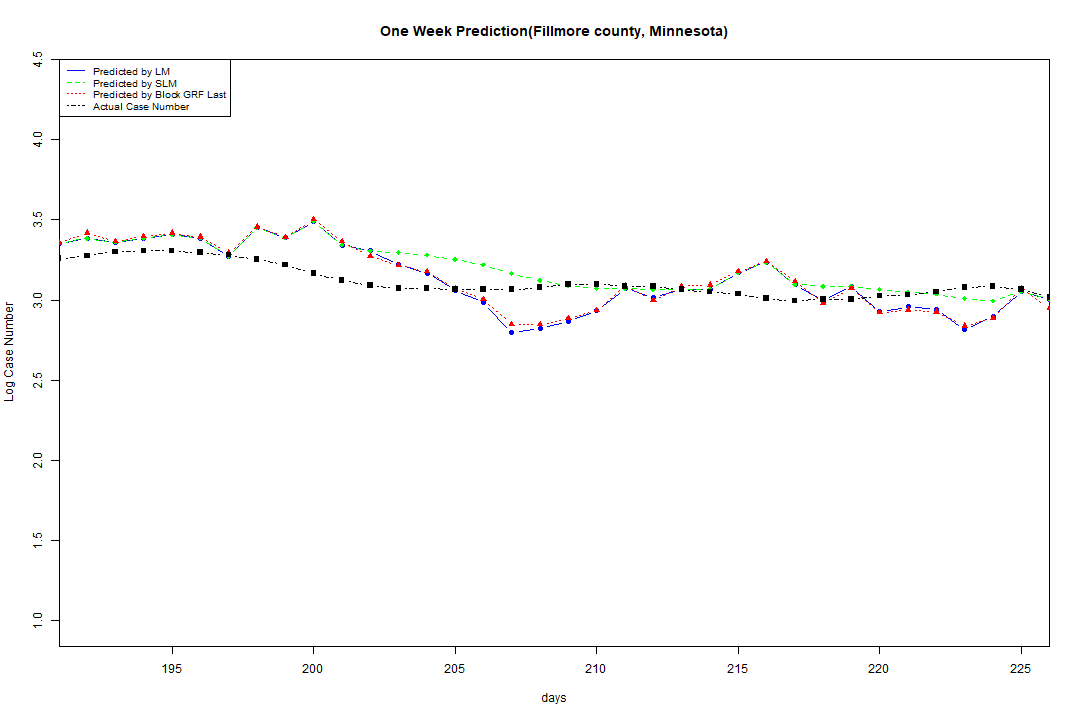 One Week Prediction(Fillmore county, Minnesota)
Predicted by LM
Predicted by SLM
Predicted by Block GRF Last
Actual Case Number
Log Case Number
4.5
4.0
3.5
3.0
2.5
2.0
1.5
1.0
195 200 205 210 215 220 225
days